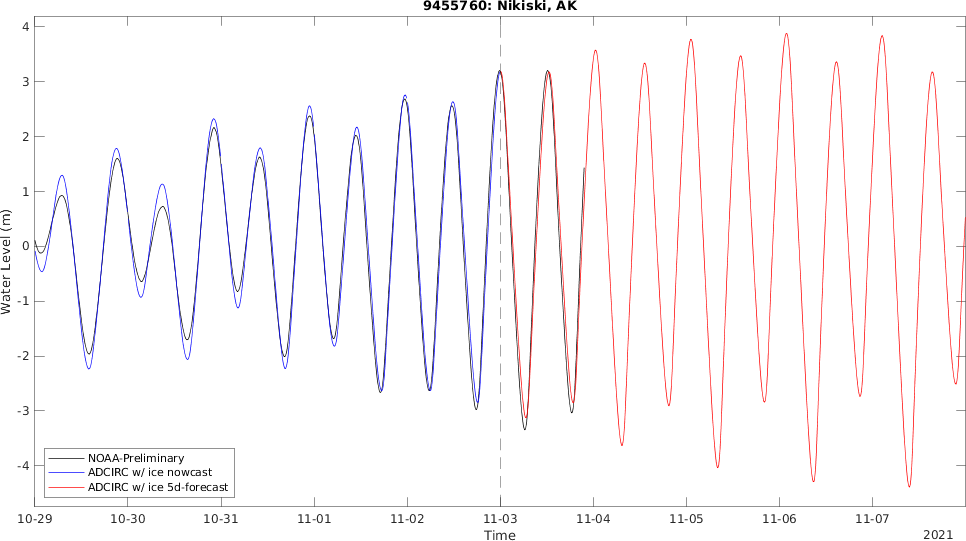 9455760: Nikiski, AK
4
3
2
1
0
-1
-2
-3
-4
Water Level (m)
NOAA-Preliminary
ADCIRC w/ ice nowcast
ADCIRC w/ ice 5d-forecast
10-29 10-30 10-31 11-01 11-02 11-03 11-04 11-05 11-06 11-07
Time
2021